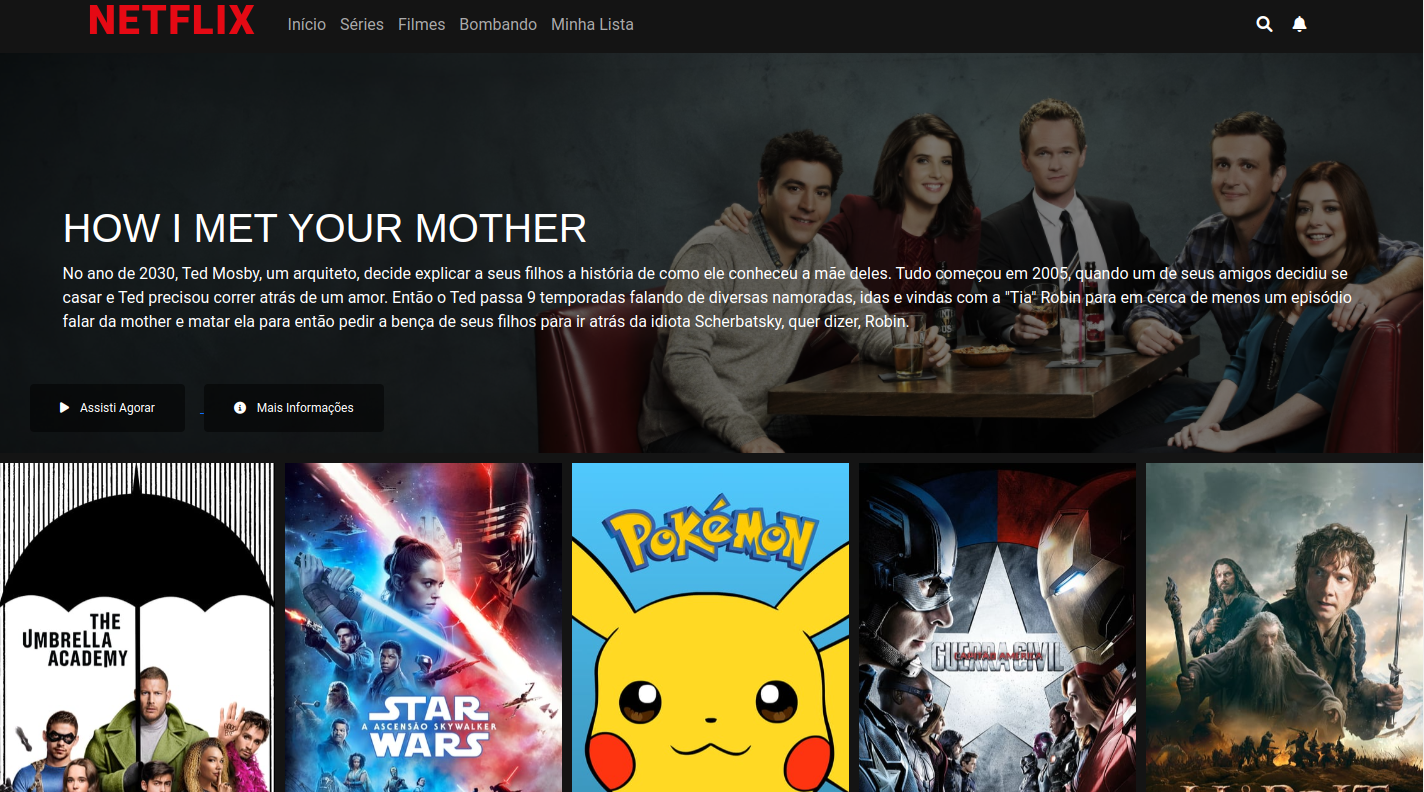 NETFLIX Início Séries Filmes Bombando Minha Lista
HOW I MET YOUR MOTHER
No ano de 2030, Ted Mosby, um arquiteto, decide explicar a seus filhos a história de como ele conheceu a mãe deles. Tudo começou em 2005, quando um de seus amigos decidiu se
casar e Ted precisou correr atrás de um amor. Então o Ted passa 9 temporadas falando de diversas namoradas, idas e vindas com a "Tia" Robin para em cerca de menos um episódio
falar da mother e matar ela para então pedir a bença de seus filhos para ir atrás da idiota Scherbatsky, quer dizer, Robin.
Assisti Agorar
Mais Informações
THE
UMBRELLA
ACADEMY
STAR
A ASCENSÃO SKYWALKER
WARS
POKéMON
GUERRA CIVIL
CAPITÃO AMÉRICA